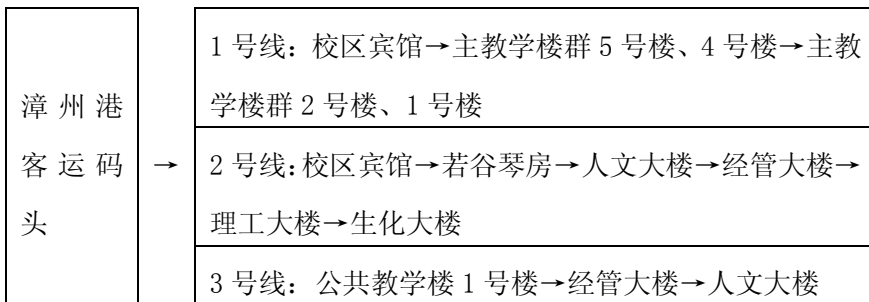 漳州港
客运码
头
→
1号线：校区宾馆→主教学楼群5号楼、4号楼→主教
学楼群2号楼、1号楼
2号线:校区宾馆→若谷琴房→人文大楼→经管大楼→
理工大楼→生化大楼
3号线：公共教学楼1号楼→经管大楼→人文大楼